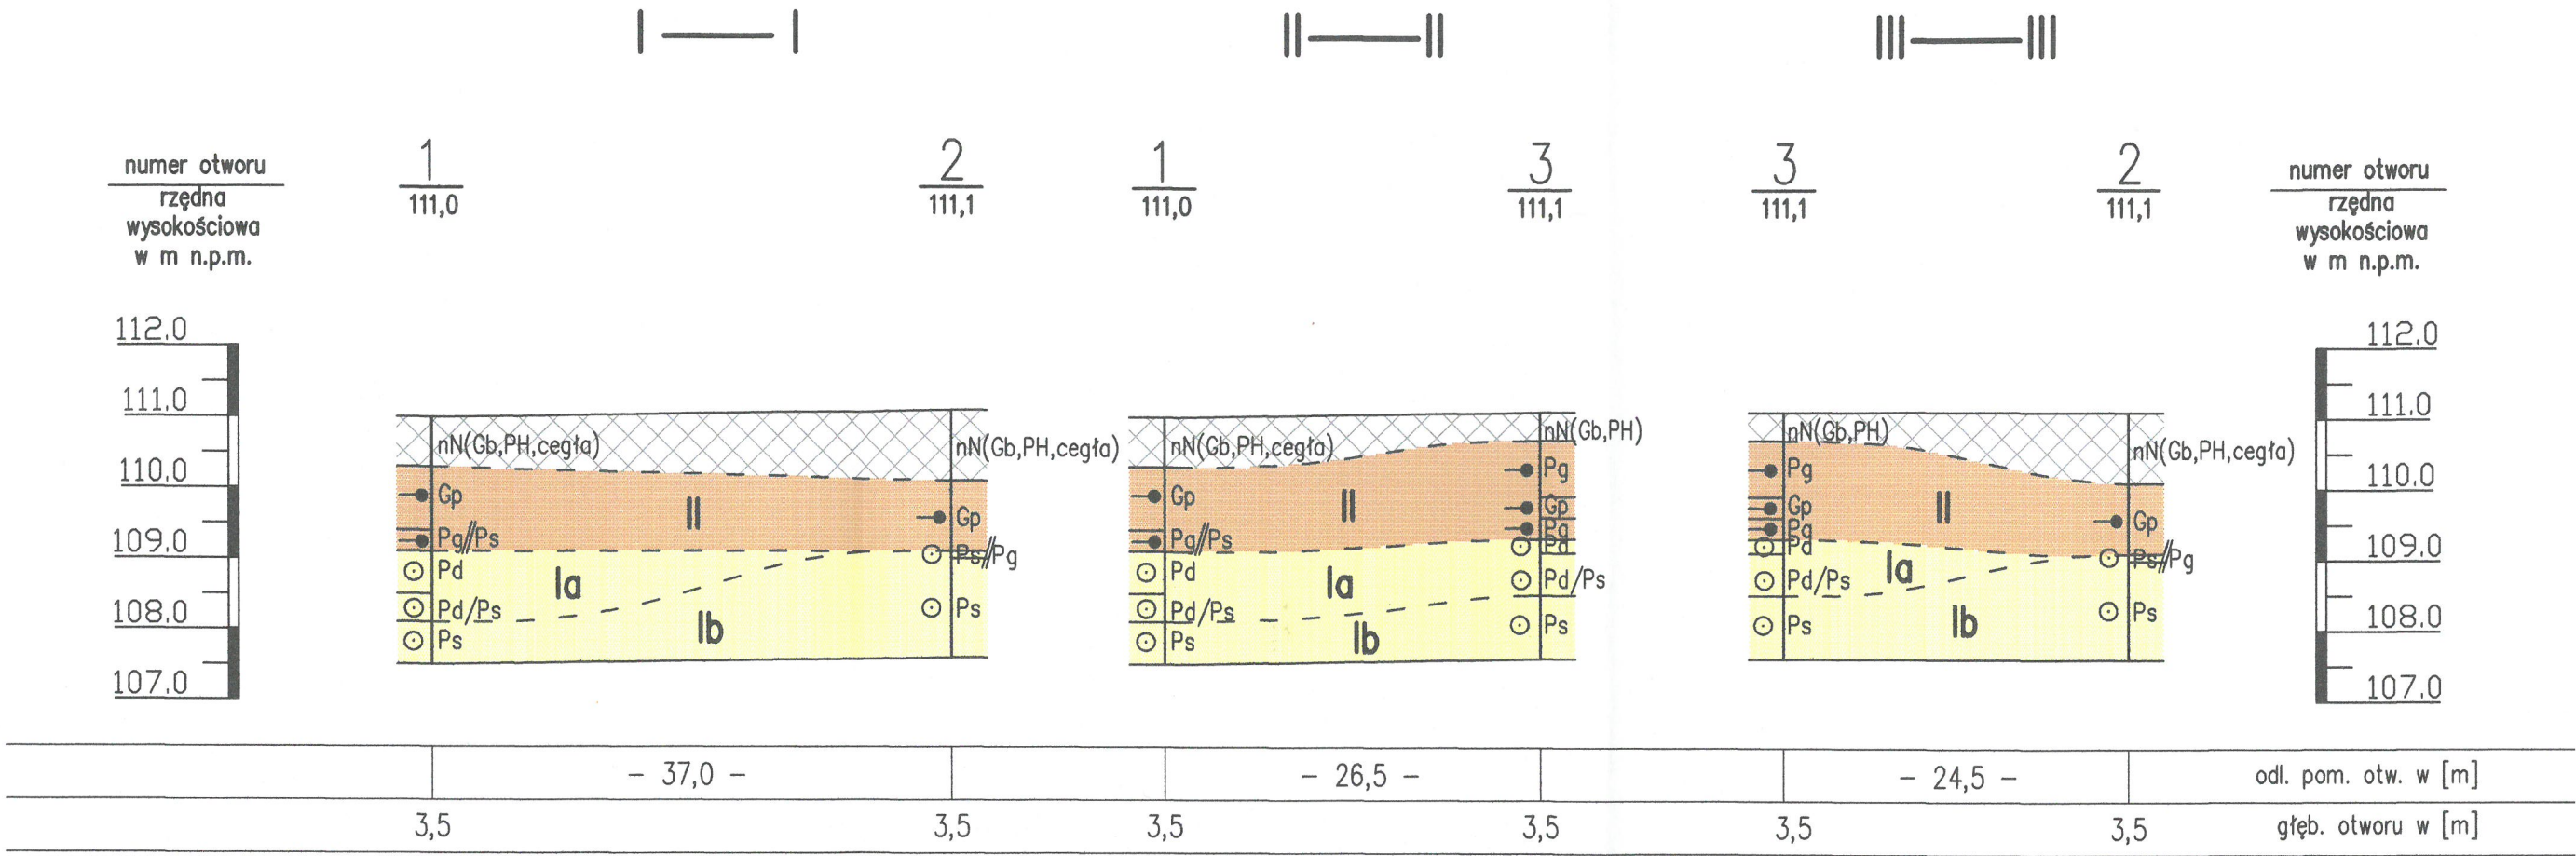 I — I
II — II
III — III
numer otworu
rzędna
wysokościowa
w m n.p.m.
1
111,0
2
111,1
1
111,0
3
111,1
3
111,1
2
111,1
numer otworu
rzędna
wysokościowa
w m n.p.m.
112.0
111.0
110.0
109.0
108.0
107.0
nN(Gb,PH,cegła)
Gp
Pg//Ps
Pd
Pd/Ps
Ps
II
Ia
Ib
nN(Gb,PH,cegła)
Gp
Ps//Pg
Ps
nN(Gb,PH,cegła)
Gp
Pg//Ps
Pd
Pd/Ps
Ps
II
Ia
Ib
nN(Gb,PH)
Pg
Gp
Pg
Pd
Pd/Ps
Ps
nN(Gb,PH)
Pg
Gp
Pg
Pd
Pd/Ps
Ps
II
Ia
Ib
nN(Gb,PH,cegła)
Gp
Ps//Pg
Ps
112.0
111.0
110.0
109.0
108.0
107.0
– 37,0 – – 26,5 – – 24,5 – odl. pom. otw. w [m]
3,5 3,5 3,5 3,5 3,5 3,5 głęb. otworu w [m]